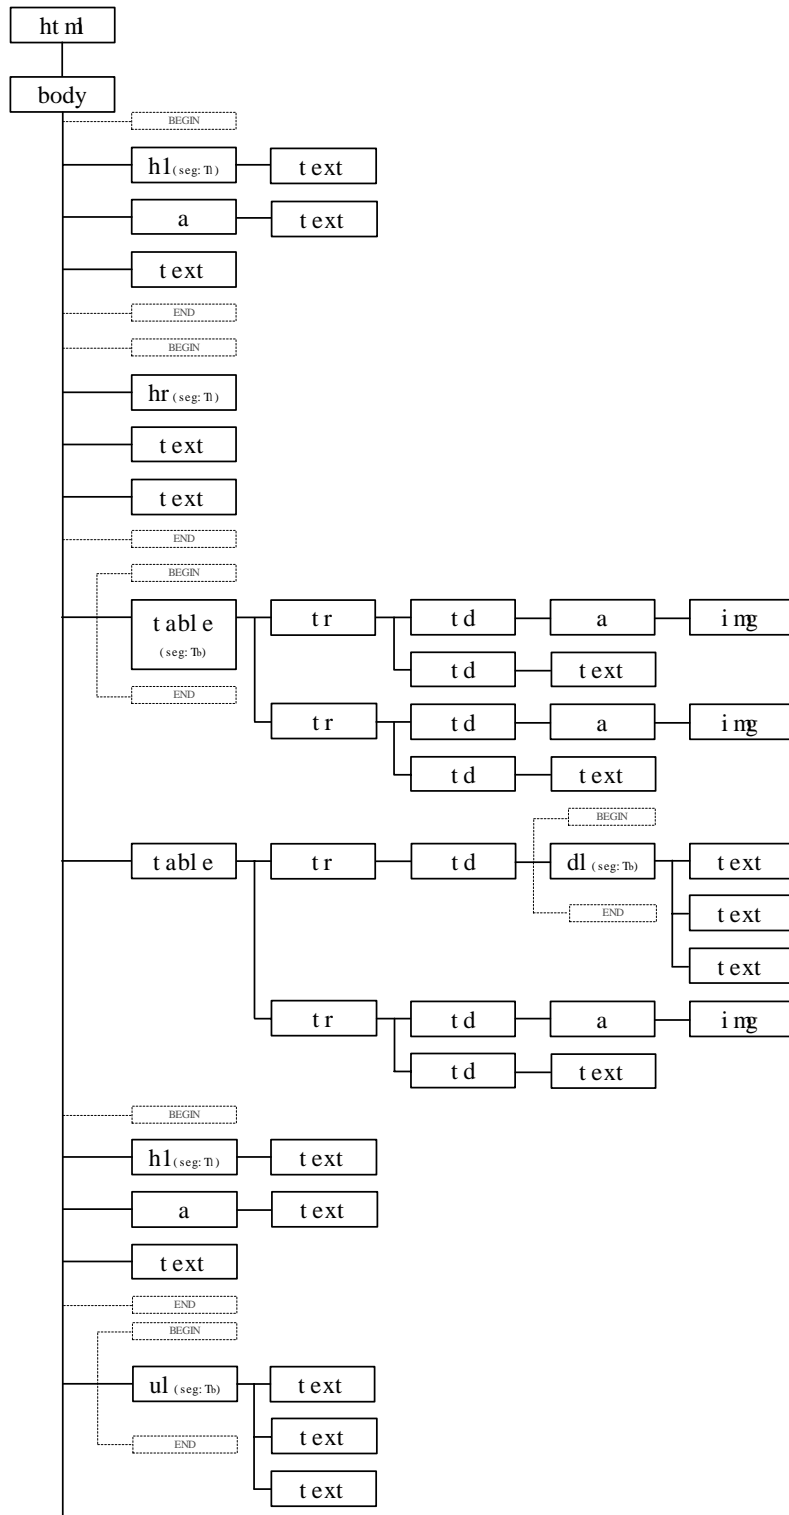 html
body
BEGIN
h1 (seg: Tl) text
a text
text
END
BEGIN
hr (seg: Tl)
text
text
END
BEGIN
table tr td a img
(seg: Tb)
td text
END
tr td a img
td text
BEGIN
table tr td dl (seg: Tb) text
END text
text
tr td a img
td text
BEGIN
h1 (seg: Tl) text
a text
text
END
BEGIN
ul (seg: Tb) text
END text
text